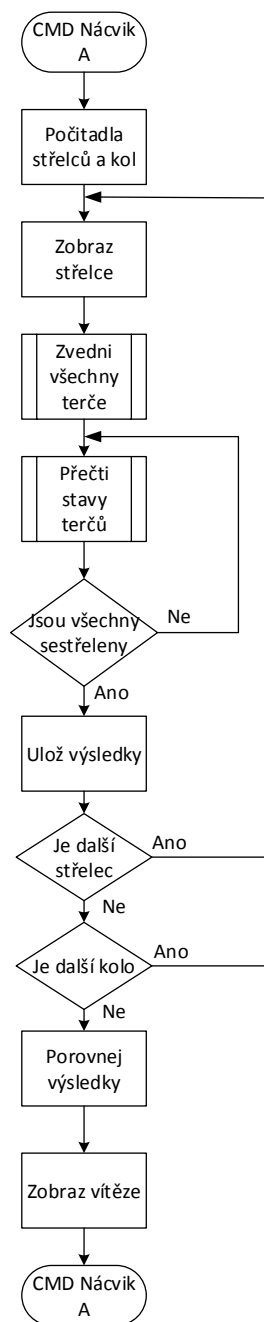 CMD Nácvik
A
Počitadla
střelců a kol
Zobraz
střelce
Zvedni
všechny
terče
Přečti
stavy
terčů
Jsou všechny
sestřeleny
Ne
Ano
Ulož výsledky
Je další
střelec
Ano
Ne
Je další kolo
Ano
Ne
Porovnej
výsledky
Zobraz vítěze
CMD Nácvik
A